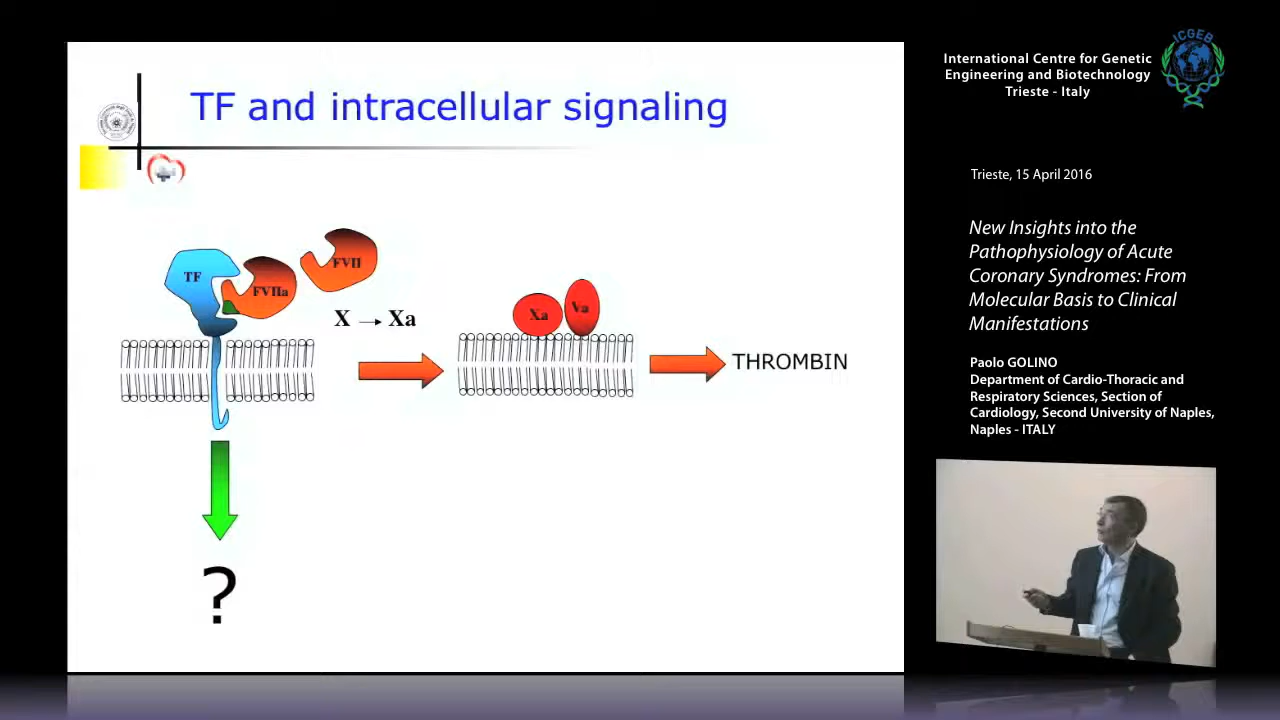 TF and intracellular signaling
TF
FVIIa
FVII
X → Xa
Xa
Va
THROMBIN
?
International Centre for Genetic
Engineering and Biotechnology
Trieste - Italy
ICGEB
Trieste, 15 April 2016
New Insights into the
Pathophysiology of Acute
Coronary Syndromes: From
Molecular Basis to Clinical
Manifestations
Paolo GOLINO
Department of Cardio-Thoracic and
Respiratory Sciences, Section of
Cardiology, Second University of Naples,
Naples - ITALY